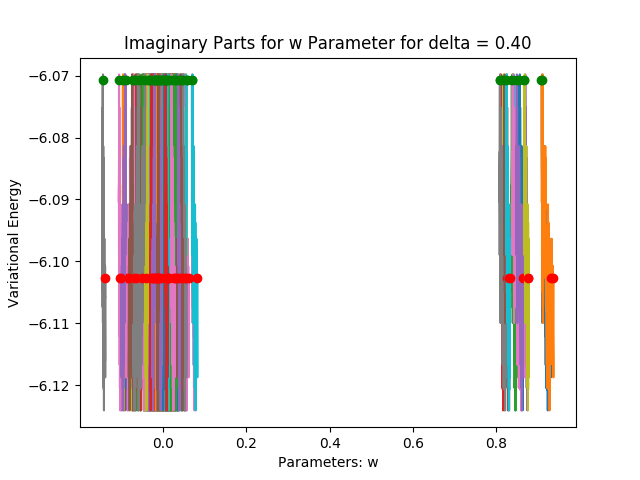 Imaginary Parts for w Parameter for delta = 0.40
Variational Energy
−6.07
−6.08
−6.09
−6.10
−6.11
−6.12
0.0 0.2 0.4 0.6 0.8
Parameters: w